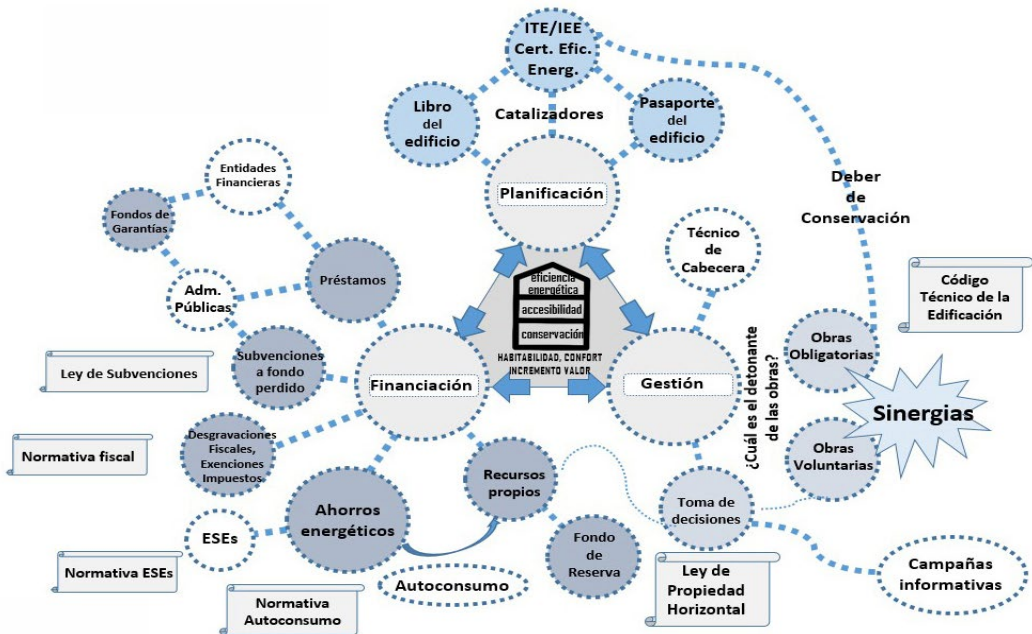 ITE/IEE
Cert. Efic.
Energ.
Libro
del
edificio
Catalizadores
Pasaporte
del
edificio
Planificación
Deber
de
Conservación
Entidades
Financieras
Fondos de
Garantías
Adm.
Públicas
Préstamos
Técnico
de
Cabecera
Código
Técnico de la
Edificación
eficiencia
energética
accesibilidad
conservación
HABITABILIDAD, CONFORT
INCREMENTO VALOR
Ley de Subvenciones
Subvenciones
a fondo
perdido
Financiación
Gestión
¿Cuál es el detonante
de las obras?
Obras
Obligatorias
Sinergias
Obras
Voluntarias
Normativa fiscal
Desgravaciones
Fiscales,
Exenciones
Impuestos
Recursos
propios
Toma de
decisiones
Ahorros
energéticos
ESEs
Normativa ESEs
Autoconsumo
Normativa
Autoconsumo
Fondo
de
Reserva
Ley de
Propiedad
Horizontal
Campañas
informativas